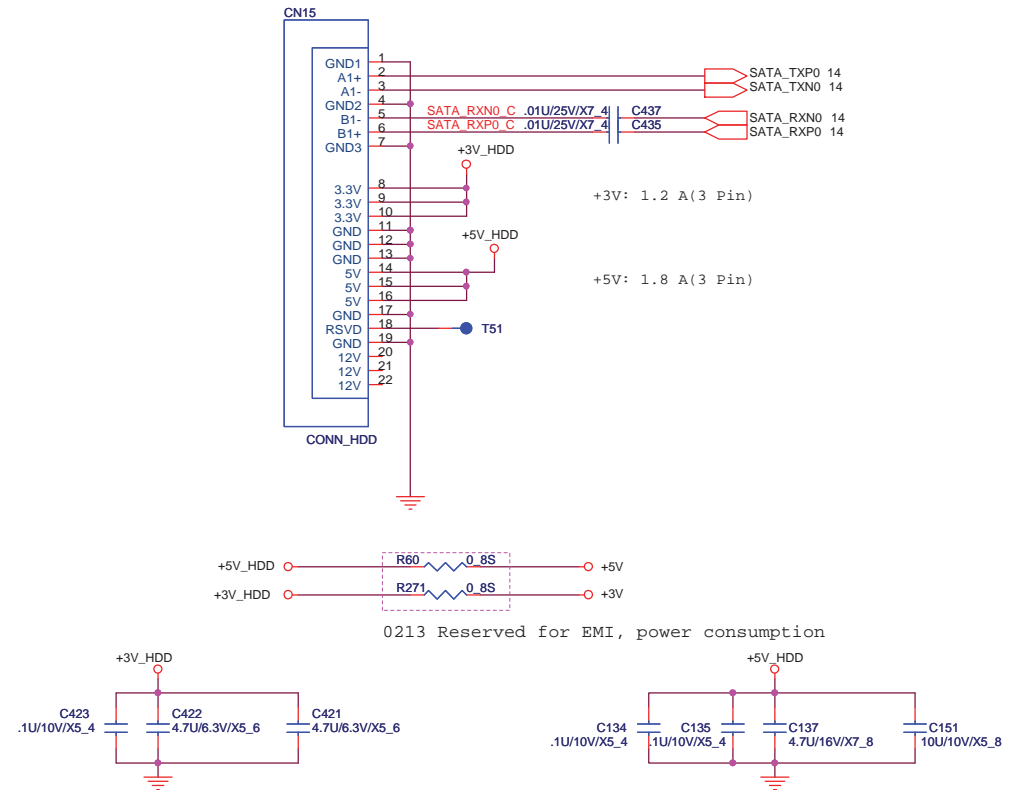 CN15
GND1 1
A1+ 2 SATA_TXP0 14
A1- 3 SATA_TXN0 14
GND2 4
B1- 5 SATA_RXN0_C .01U/25V/X7_4 C437 SATA_RXN0 14
B1+ 6 SATA_RXP0_C .01U/25V/X7_4 C435 SATA_RXP0 14
GND3 7
+3V_HDD
3.3V 8
3.3V 9 +3V: 1.2 A(3 Pin)
3.3V 10
GND 11
GND 12
+5V_HDD
GND 13
5V 14
5V 15 +5V: 1.8 A(3 Pin)
5V 16
GND 17
RSVD 18 T51
GND 19
12V 20
12V 21
12V 22
CONN_HDD
+5V_HDD R60 0_8S +5V
+3V_HDD R271 0_8S +3V
0213 Reserved for EMI, power consumption
+3V_HDD
C423 C422 C421
.1U/10V/X5_4 4.7U/6.3V/X5_6 4.7U/6.3V/X5_6
+5V_HDD
C134 C135 C137 C151
.1U/10V/X5_4 .1U/10V/X5_4 4.7U/16V/X7_8 10U/10V/X5_8